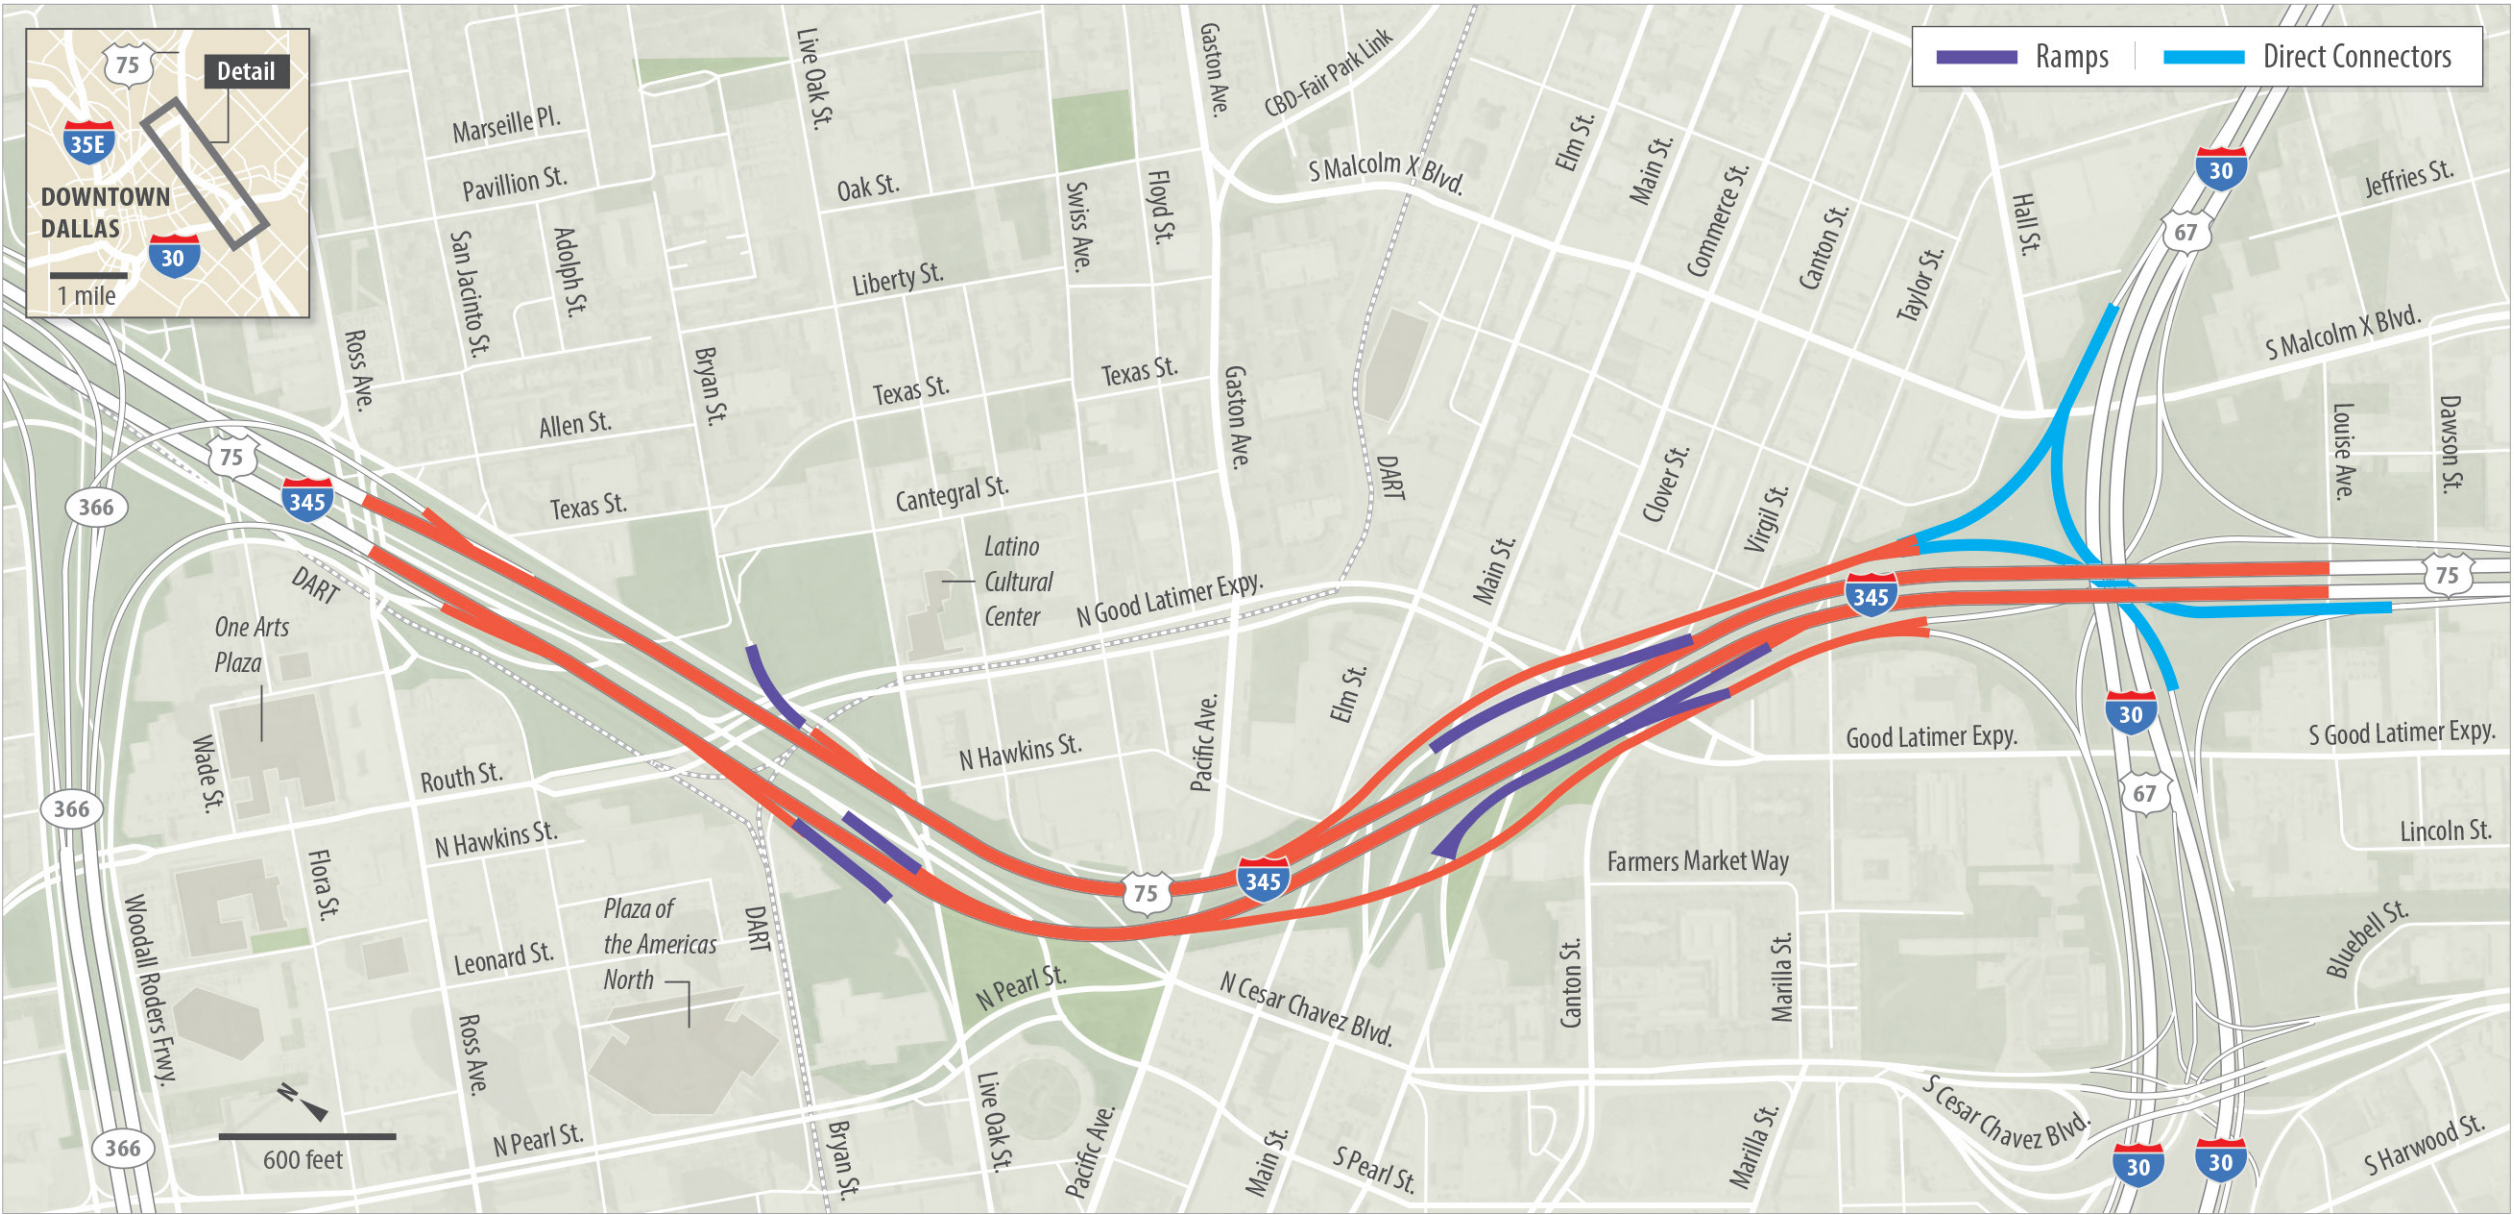 75
Detail
35E
DOWNTOWN
DALLAS
30
1 mile
Ramps
Direct Connectors
Marseille Pl.
Pavillion St.
San Jacinto St.
Adolph St.
Ross Ave.
Allen St.
Texas St.
Bryan St.
Live Oak St.
Oak St.
Liberty St.
Texas St.
Cantegral St.
Swiss Ave.
Floyd St.
Texas St.
Gaston Ave.
CBD-Fair Park Link
Gaston Ave.
S Malcolm X Blvd.
DART
Elm St.
Main St.
Commerce St.
Canton St.
Taylor St.
Hall St.
30
67
Jeffries St.
S Malcolm X Blvd.
Louise Ave.
Dawson St.
Clover St.
Virgil St.
Main St.
Elm St.
75
345
366
DART
One Arts
Plaza
Latino
Cultural
Center
N Good Latimer Expy.
345
75
30
67
Good Latimer Expy.
S Good Latimer Expy.
Lincoln St.
Wade St.
Routh St.
N Hawkins St.
366
N Hawkins St.
Pacific Ave.
75
345
Farmers Market Way
Flora St.
Woodall Roders Frwy.
Leonard St.
Plaza of
the Americas
North
DART
N Pearl St.
N Cesar Chavez Blvd.
Canton St.
Marilla St.
Bluebell St.
Ross Ave.
N
600 feet
366
N Pearl St.
Bryan St.
Live Oak St.
Pacific Ave.
Main St.
S Pearl St.
Marilla St.
S Cesar Chavez Blvd.
30
30
S Harwood St.